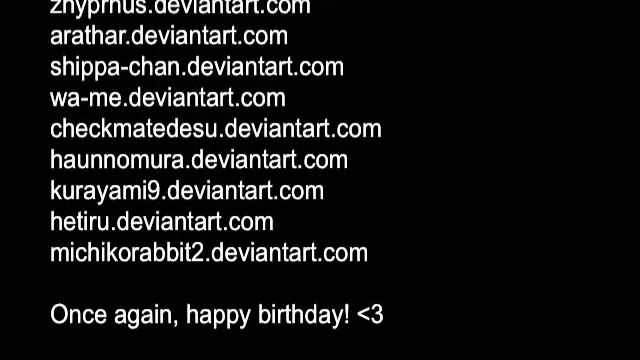 zhyprhus.deviantart.com
arathar.deviantart.com
shippa-chan.deviantart.com
wa-me.deviantart.com
checkmatedesu.deviantart.com
haunnomura.deviantart.com
kurayami9.deviantart.com
hetiru.deviantart.com
michikorabbit2.deviantart.com
Once again, happy birthday! <3